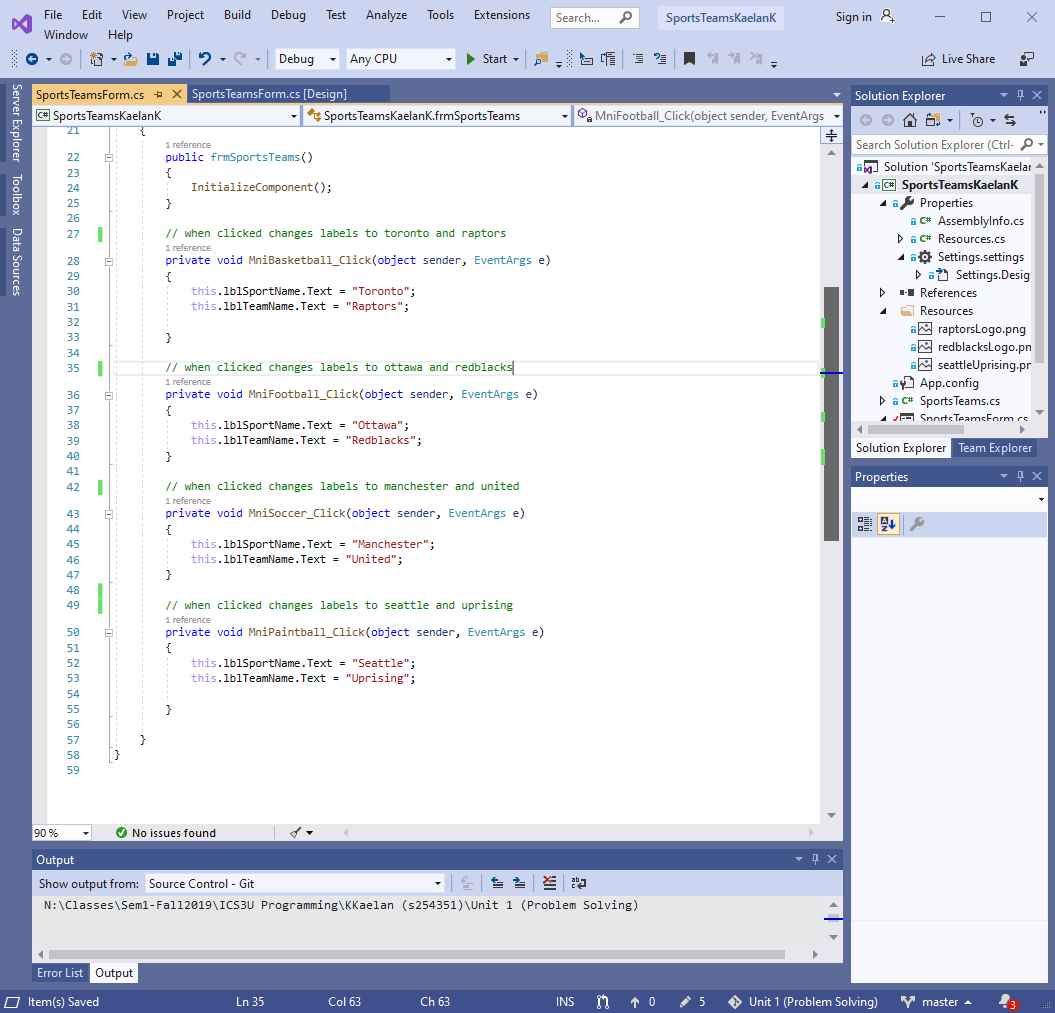 File Edit View Project Build Debug Test Analyze Tools Extensions Search... SportsTeamsKaelanK Sign in
Window Help
Debug Any CPU Start Live Share
Server Explorer
Toolbox
Data Sources
SportsTeamsForm.cs SportsTeamsForm.cs [Design]
C# SportsTeamsKaelanK SportsTeamsKaelanK.frmSportsTeams MniFootball_Click(object sender, EventArgs
21 {
1 reference
22 public frmSportsTeams()
23 {
24 InitializeComponent();
25 }
26
27 // when clicked changes labels to toronto and raptors
1 reference
28 private void MniBasketball_Click(object sender, EventArgs e)
29 {
30 this.lblSportName.Text = "Toronto";
31 this.lblTeamName.Text = "Raptors";
32
33 }
34
35 // when clicked changes labels to ottawa and redblacks
1 reference
36 private void MniFootball_Click(object sender, EventArgs e)
37 {
38 this.lblSportName.Text = "Ottawa";
39 this.lblTeamName.Text = "Redblacks";
40 }
41
42 // when clicked changes labels to manchester and united
1 reference
43 private void MniSoccer_Click(object sender, EventArgs e)
44 {
45 this.lblSportName.Text = "Manchester";
46 this.lblTeamName.Text = "United";
47 }
48
49 // when clicked changes labels to seattle and uprising
1 reference
50 private void MniPaintball_Click(object sender, EventArgs e)
51 {
52 this.lblSportName.Text = "Seattle";
53 this.lblTeamName.Text = "Uprising";
54
55 }
56
57 }
58 }
59
90 % No issues found
Output
Show output from: Source Control - Git
N:\Classes\Sem1-Fall2019\ICS3U Programming\KKaelan (s254351)\Unit 1 (Problem Solving)
Error List Output
Solution Explorer
Search Solution Explorer (Ctrl-
Solution 'SportsTeamsKaelar
C# SportsTeamsKaelanK
Properties
C# AssemblyInfo.cs
C# Resources.cs
Settings.settings
Settings.Desig
References
Resources
raptorsLogo.png
redblacksLogo.pn
seattleUprising.pr
App.config
C# SportsTeams.cs
SportsTeamsForm.cs
Solution Explorer Team Explorer
Properties
Item(s) Saved Ln 35 Col 63 Ch 63 INS 0 5 Unit 1 (Problem Solving) master 3